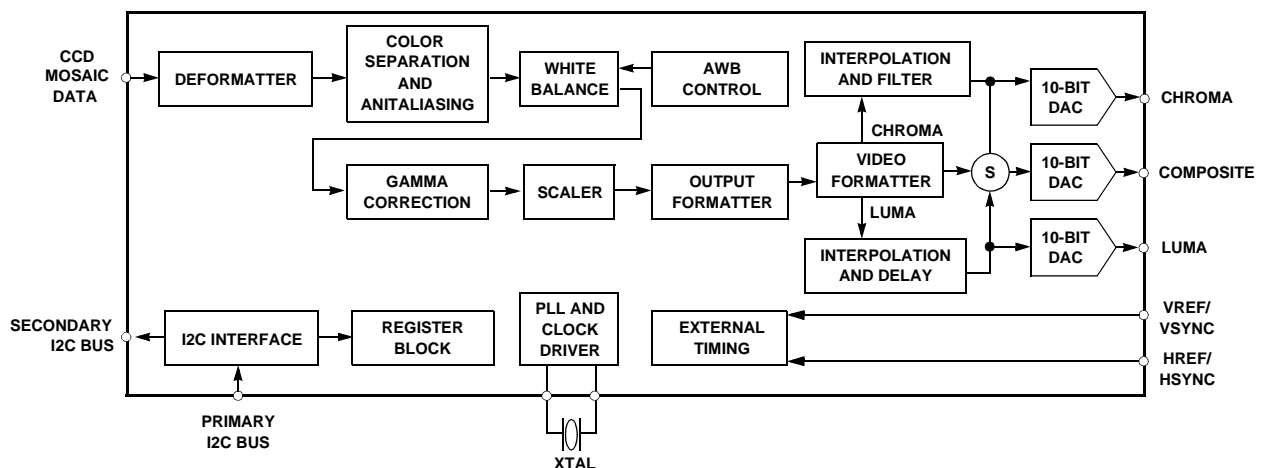 CCD
MOSAIC
DATA
DEFORMATTER
COLOR
SEPARATION
AND
ANITALIASING
WHITE
BALANCE
AWB
CONTROL
INTERPOLATION
AND FILTER
10-BIT
DAC
CHROMA
CHROMA
GAMMA
CORRECTION
SCALER
OUTPUT
FORMATTER
VIDEO
FORMATTER
S
10-BIT
DAC
COMPOSITE
LUMA
INTERPOLATION
AND DELAY
10-BIT
DAC
LUMA
SECONDARY
I2C BUS
I2C INTERFACE
REGISTER
BLOCK
PLL AND
CLOCK
DRIVER
EXTERNAL
TIMING
VREF/
VSYNC
HREF/
HSYNC
PRIMARY
I2C BUS
XTAL